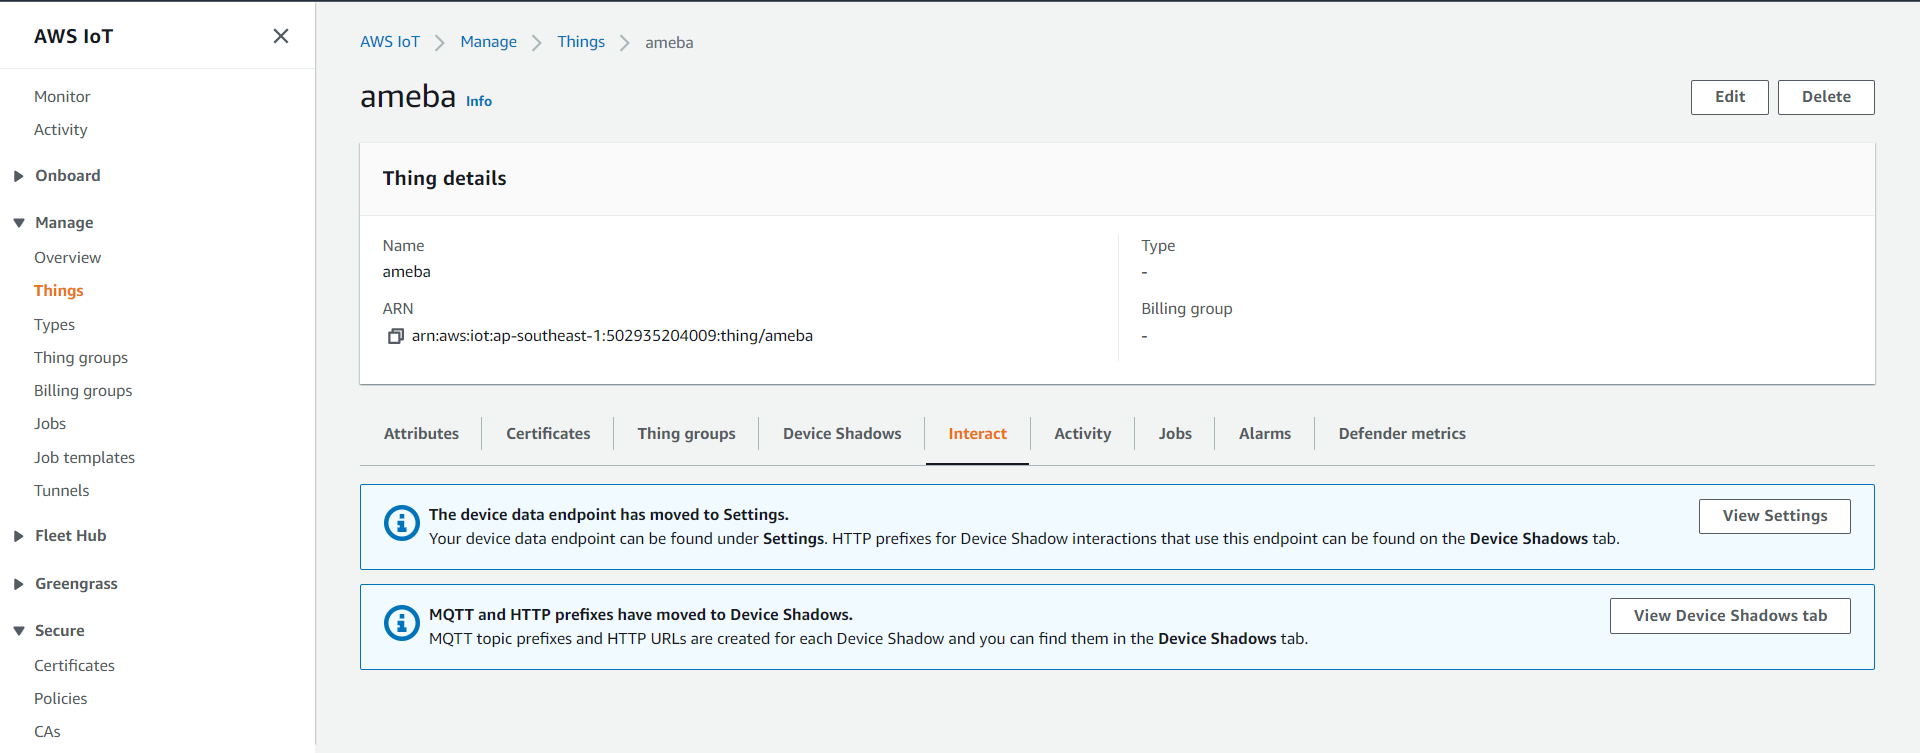 AWS IoT
Monitor
Activity
Onboard
Manage
Overview
Things
Types
Thing groups
Billing groups
Jobs
Job templates
Tunnels
Fleet Hub
Greengrass
Secure
Certificates
Policies
CAs
AWS IoT Manage Things ameba
ameba Info
Edit Delete
Thing details
Name
ameba
ARN
arn:aws:iot:ap-southeast-1:502935204009:thing/ameba
Type
-
Billing group
-
Attributes Certificates Thing groups Device Shadows Interact Activity Jobs Alarms Defender metrics
The device data endpoint has moved to Settings.
Your device data endpoint can be found under Settings. HTTP prefixes for Device Shadow interactions that use this endpoint can be found on the Device Shadows tab.
View Settings
MQTT and HTTP prefixes have moved to Device Shadows.
MQTT topic prefixes and HTTP URLs are created for each Device Shadow and you can find them in the Device Shadows tab.
View Device Shadows tab